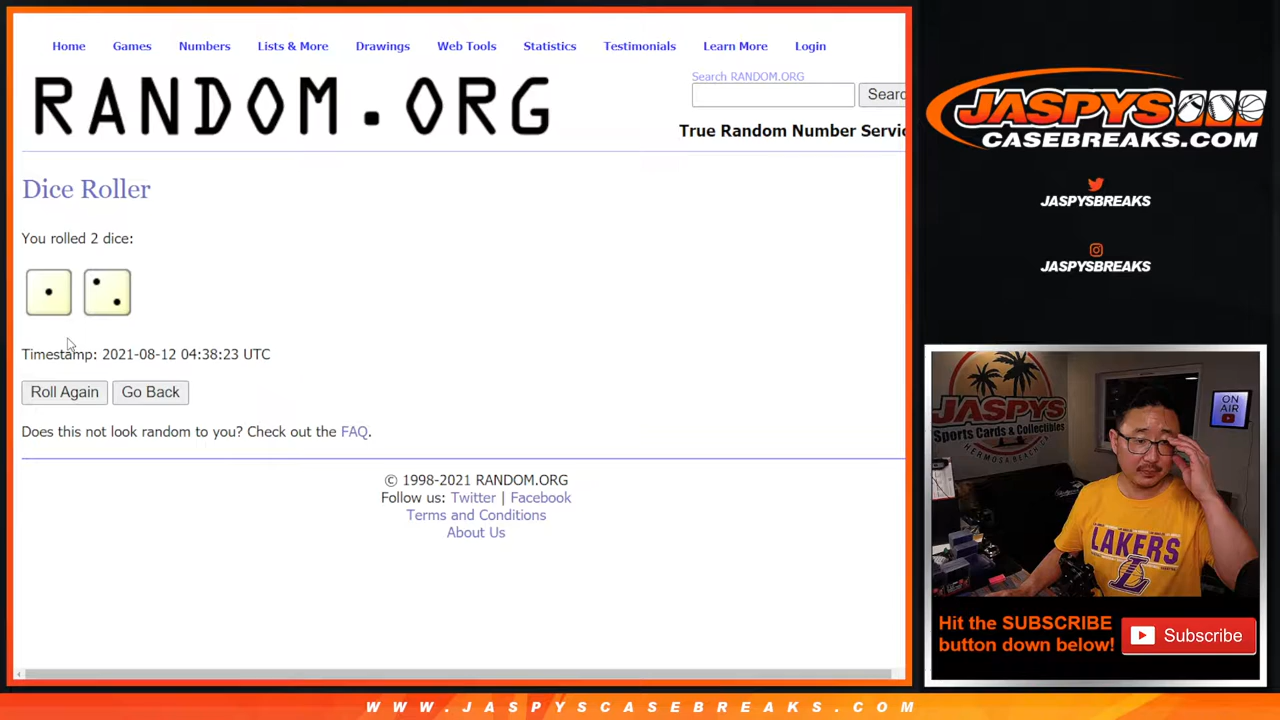 Home Games Numbers Lists & More Drawings Web Tools Statistics Testimonials Learn More Login
RANDOM.ORG
Search RANDOM.ORG
Searc
True Random Number Servic
Dice Roller
You rolled 2 dice:
Timestamp: 2021-08-12 04:38:23 UTC
Roll Again Go Back
Does this not look random to you? Check out the FAQ.
© 1998-2021 RANDOM.ORG
Follow us: Twitter | Facebook
Terms and Conditions
About Us
JASPYS
CASEBREAKS.COM
JASPYSBREAKS
JASPYSBREAKS
JASPYS
Sports Cards & Collectibles
HERMOSA BEACH, CA
ON
AIR
LOS ANGELES
LAKERS
L
Hit the SUBSCRIBE
button down below!
Subscribe
WWW.JASPYSCASEBREAKS.COM